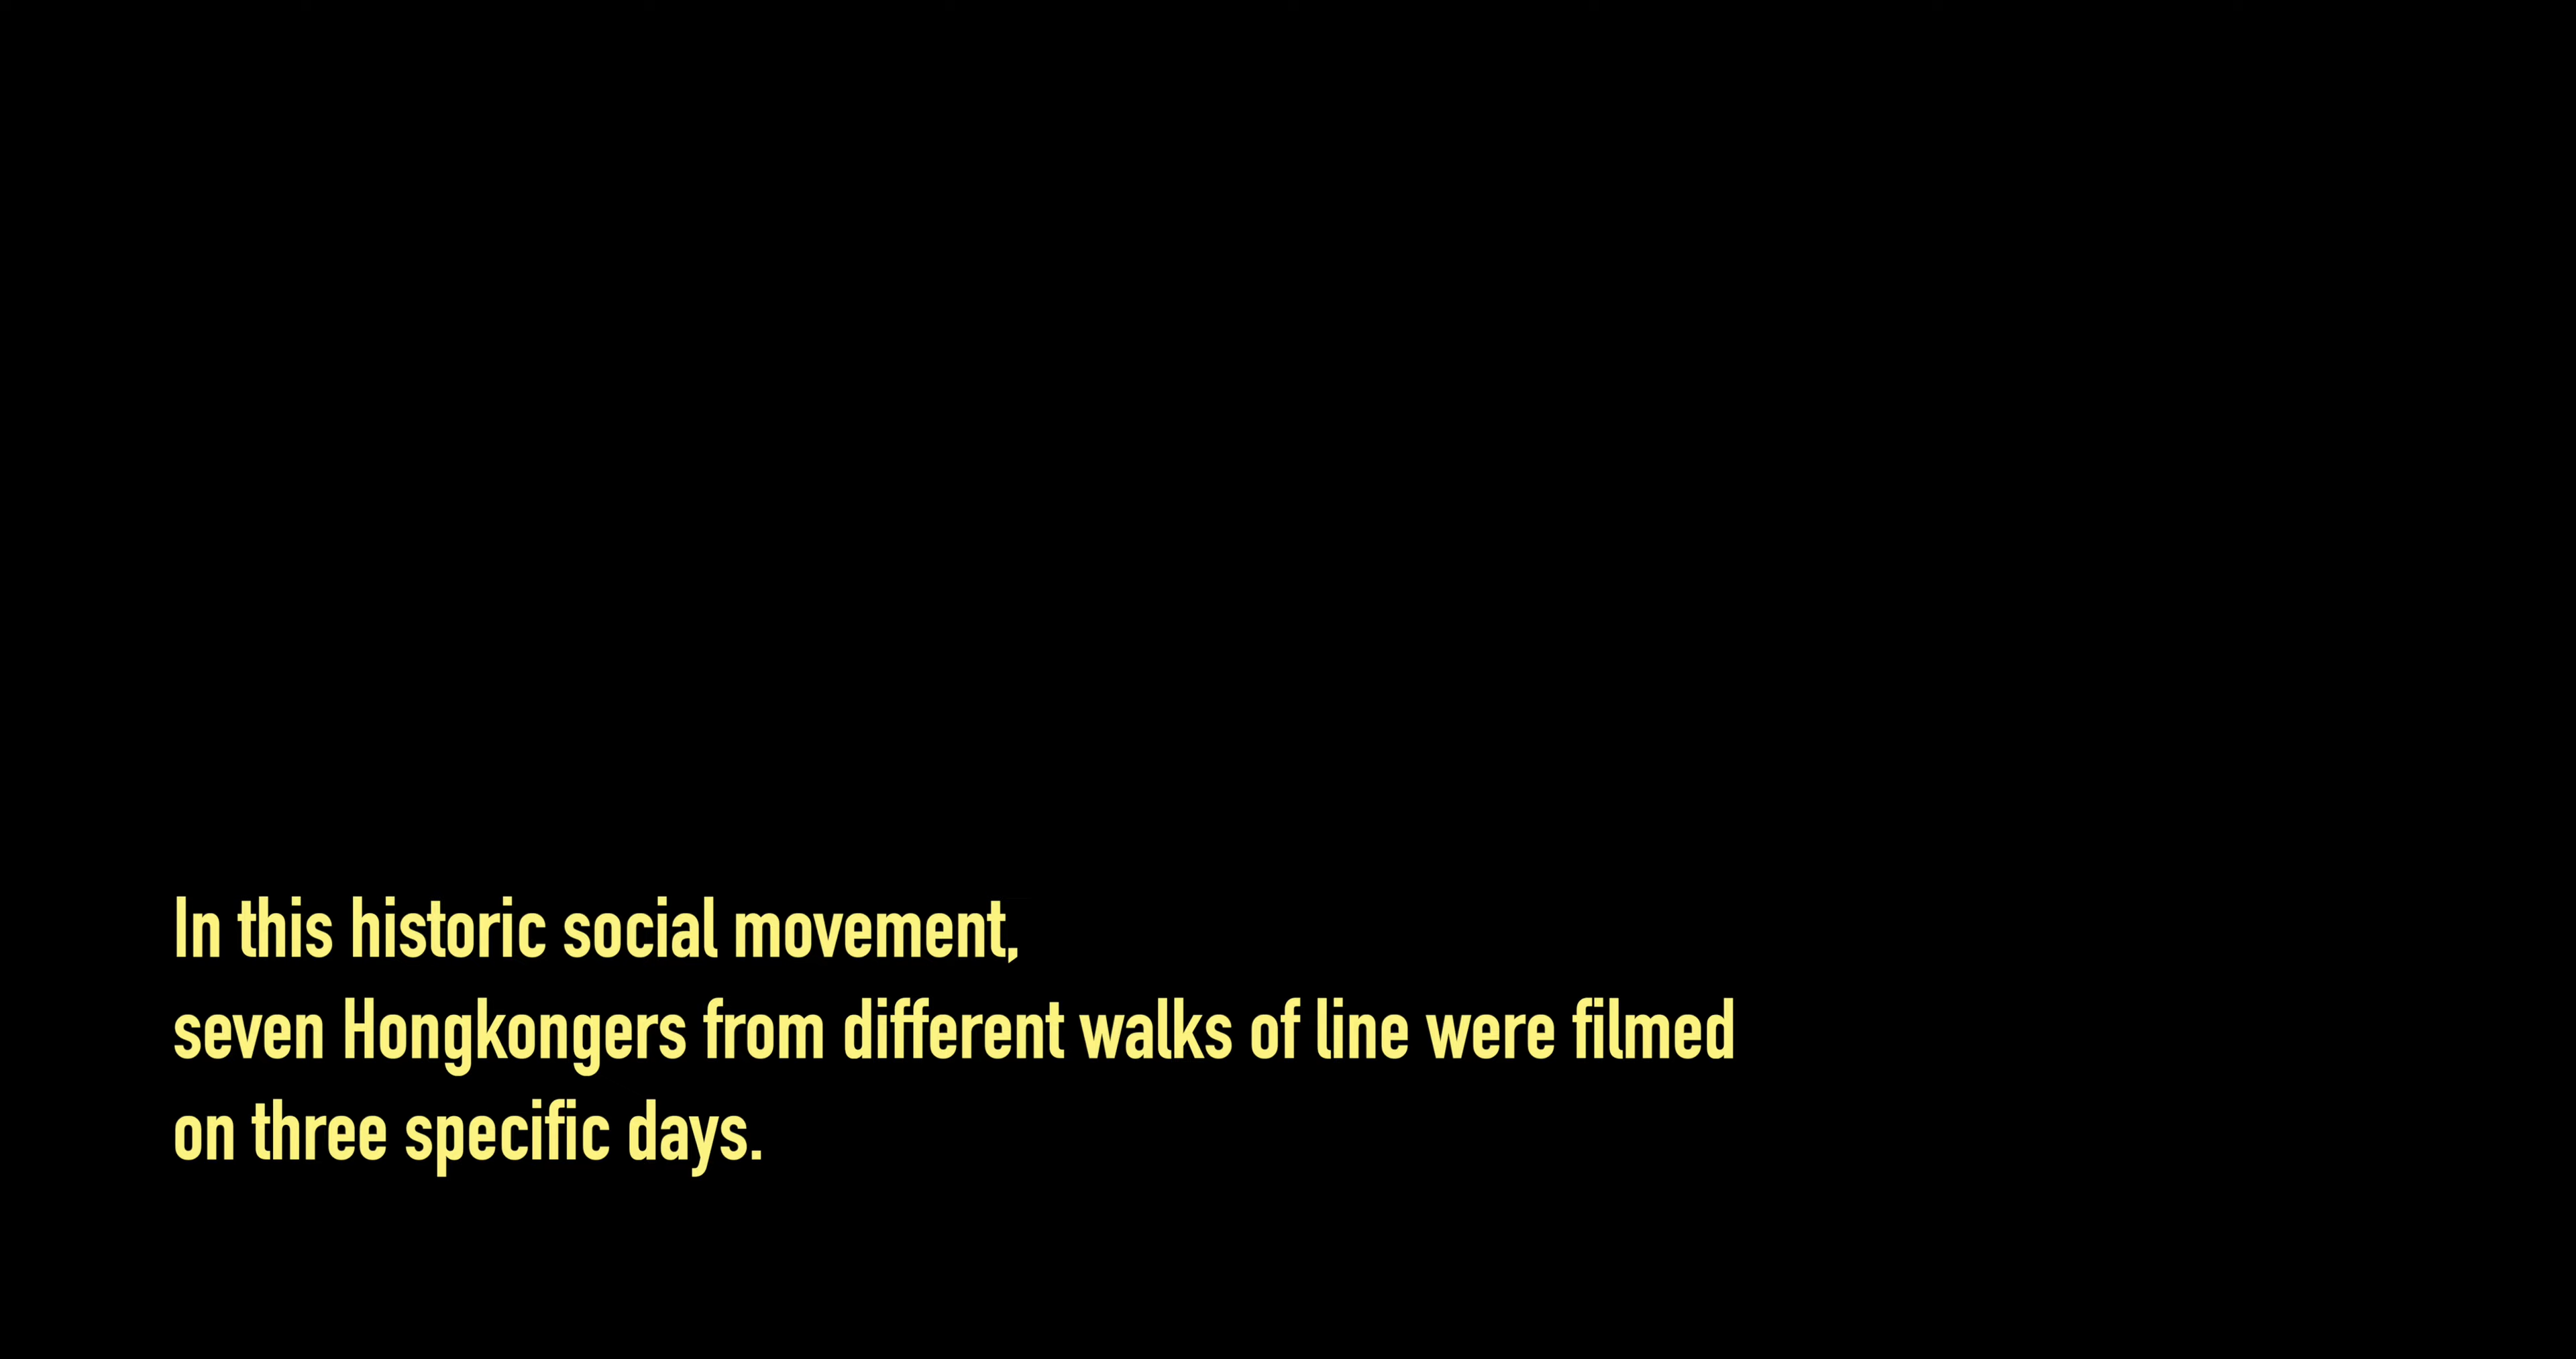 In this historic social movement,
seven Hongkongers from different walks of line were filmed
on three specific days.